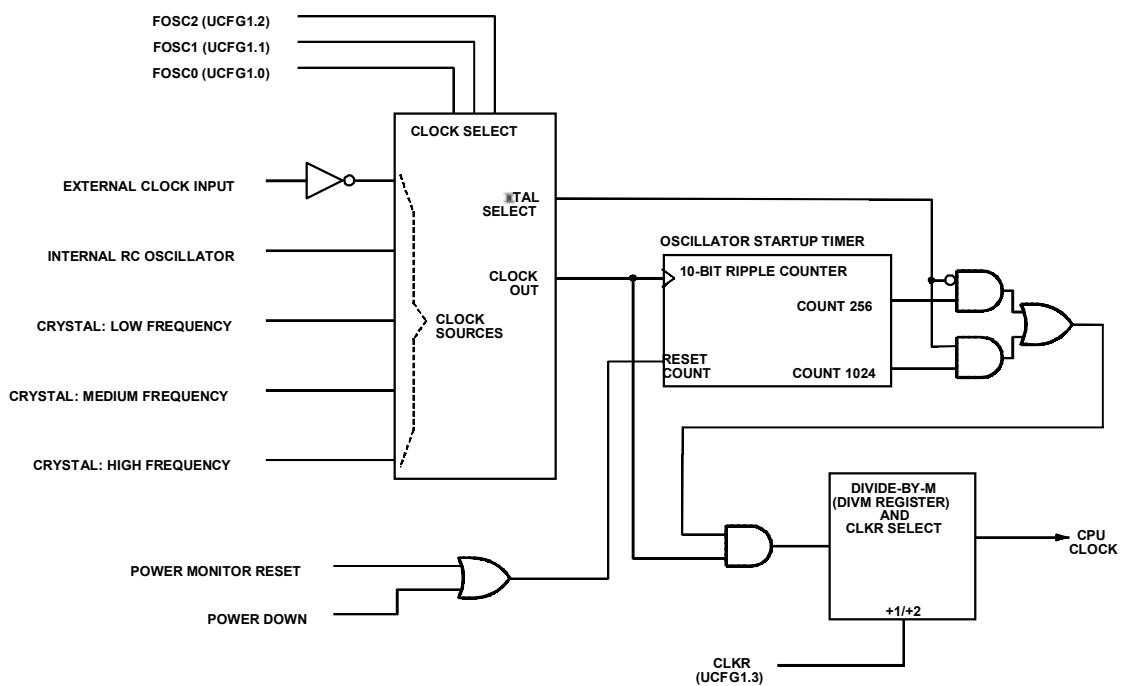 FOSC2 (UCFG1.2)
FOSC1 (UCFG1.1)
FOSC0 (UCFG1.0)
CLOCK SELECT
EXTERNAL CLOCK INPUT
XTAL
SELECT
INTERNAL RC OSCILLATOR
OSCILLATOR STARTUP TIMER
10-BIT RIPPLE COUNTER
CLOCK
OUT
COUNT 256
CRYSTAL: LOW FREQUENCY
CLOCK
SOURCES
RESET
COUNT
COUNT 1024
CRYSTAL: MEDIUM FREQUENCY
CRYSTAL: HIGH FREQUENCY
DIVIDE-BY-M
(DIVM REGISTER)
AND
CLKR SELECT
CPU
CLOCK
POWER MONITOR RESET
POWER DOWN
+1/+2
CLKR
(UCFG1.3)